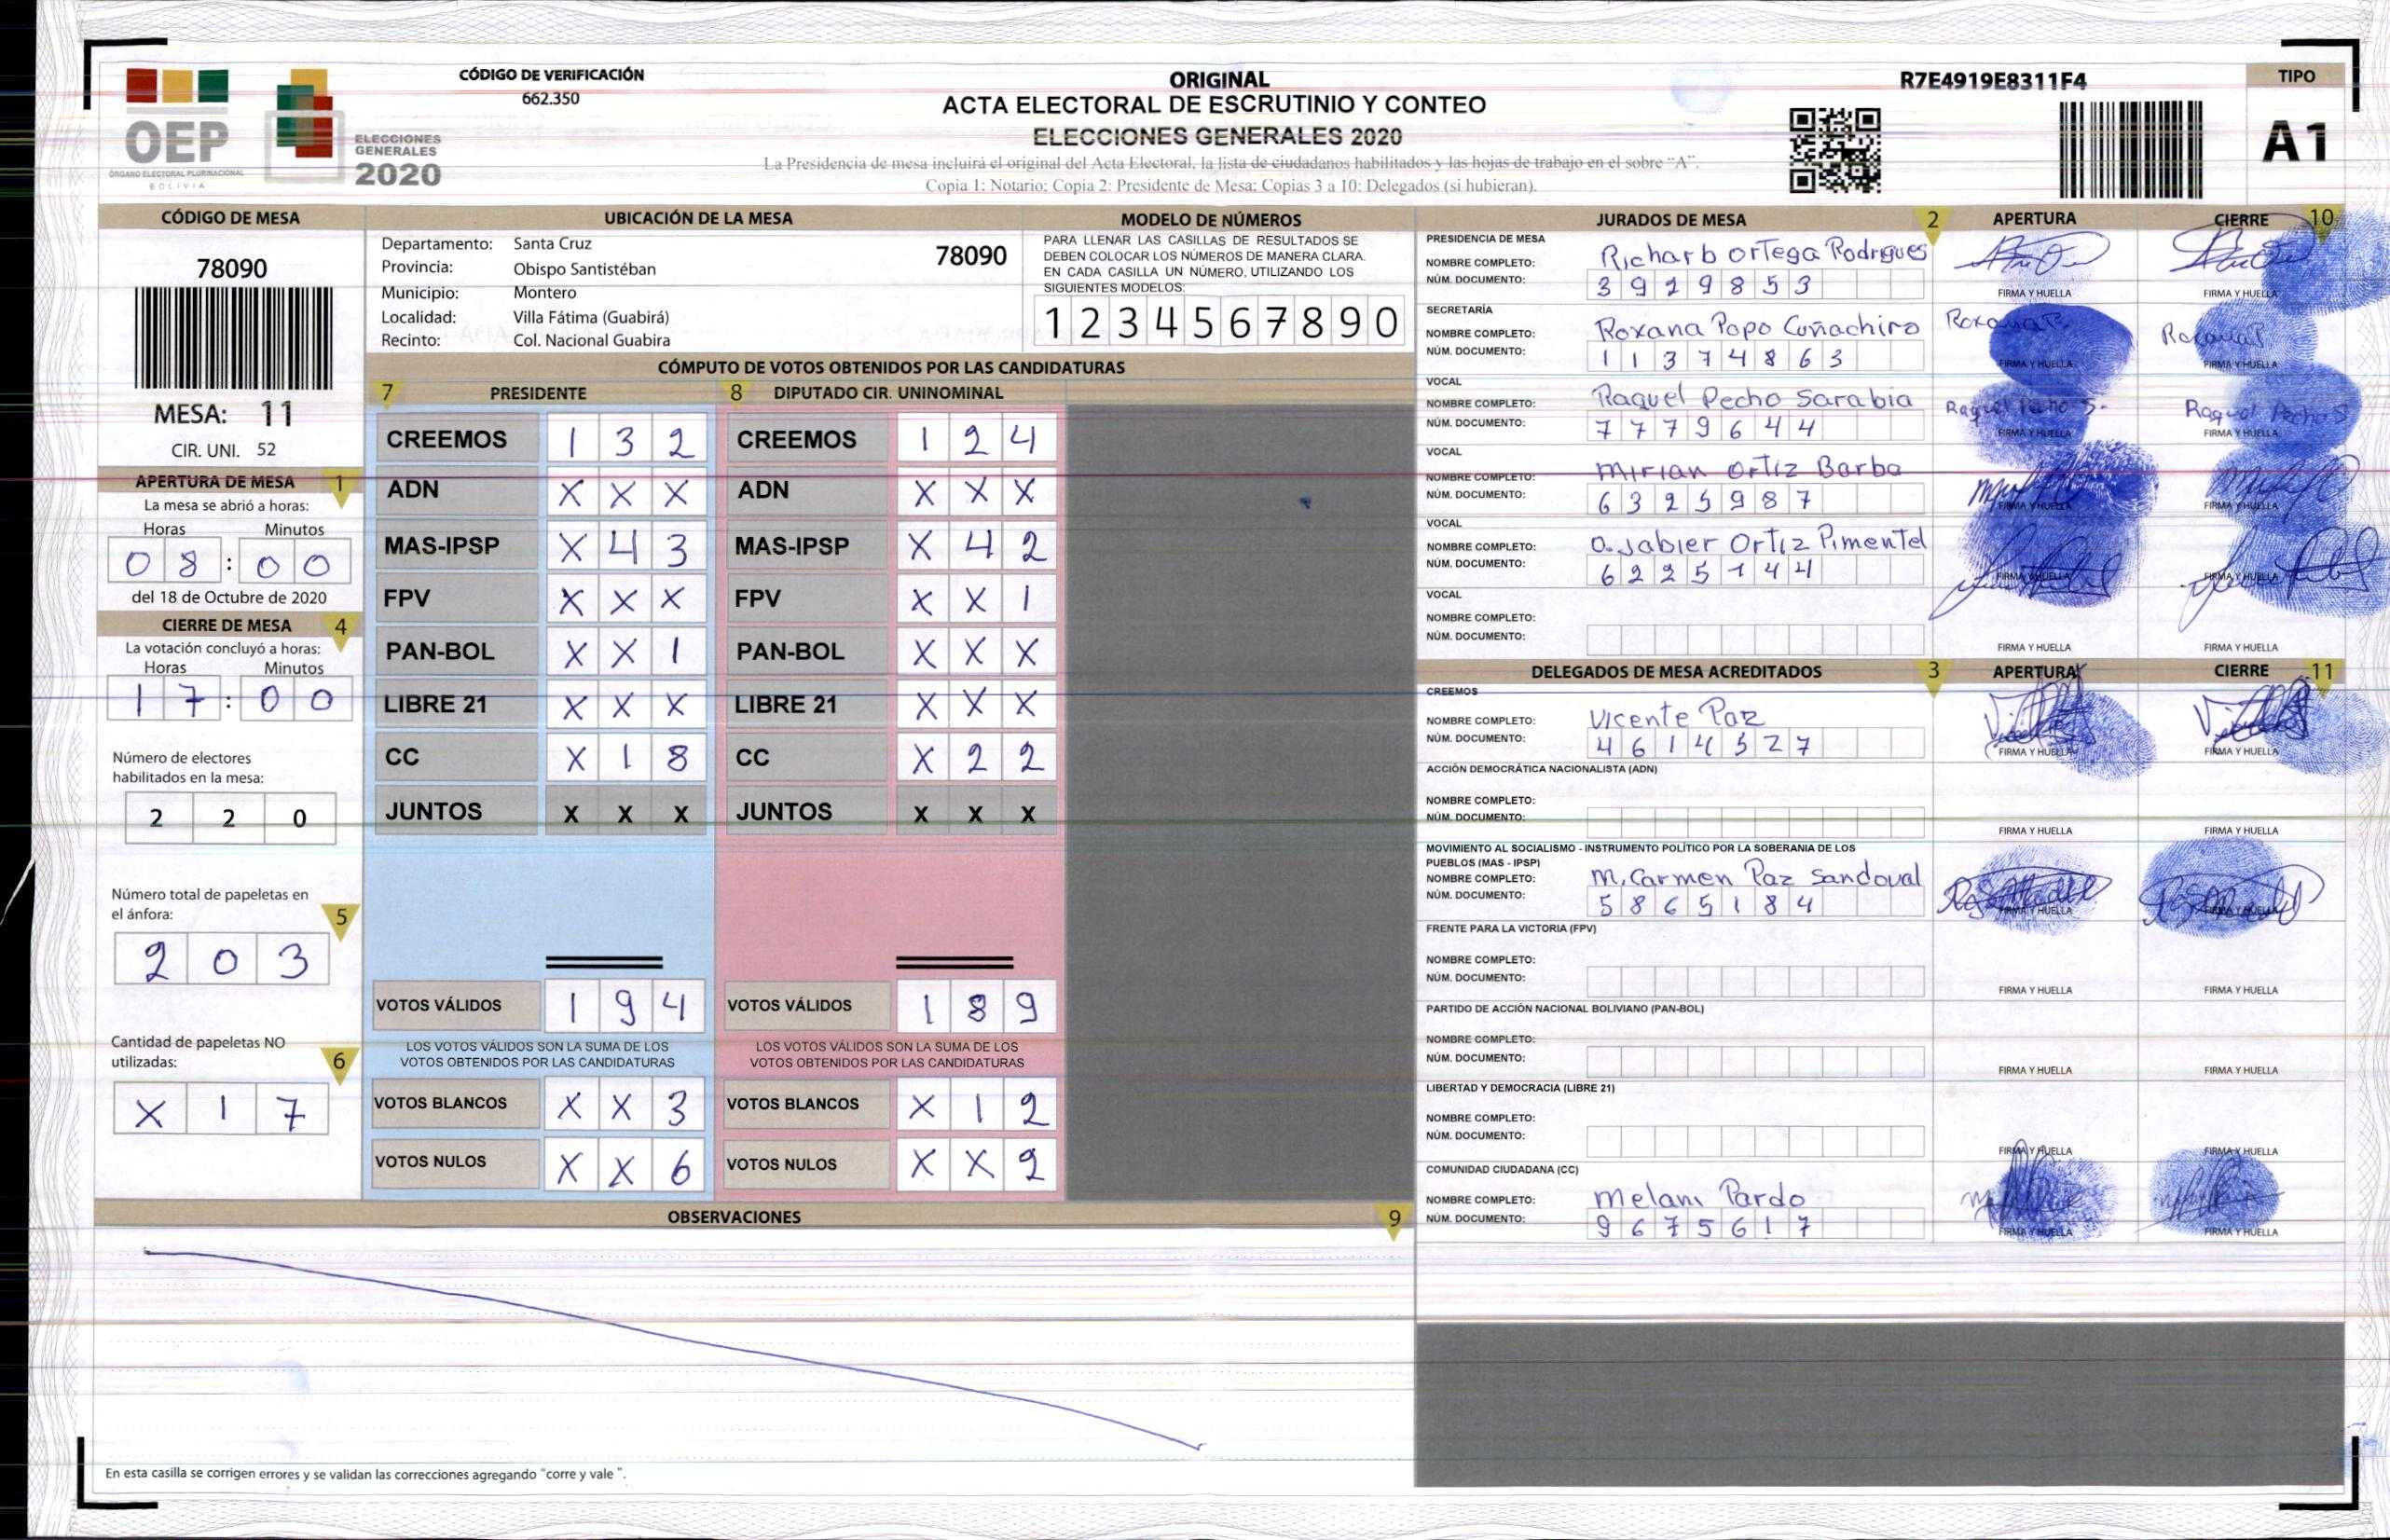 CÓDIGO DE VERIFICACIÓN
662.350
ORIGINAL
ACTA ELECTORAL DE ESCRUTINIO Y CONTEO
ELECCIONES GENERALES 2020
La Presidencia de mesa incluirá el original del Acta Electoral, la lista de ciudadanos habilitados y las hojas de trabajo en el sobre "A".
Copia 1: Notario; Copia 2: Presidente de Mesa; Copias 3 a 10: Delegados (si hubieran).
R7E4919E8311F4
TIPO
A1
OEP
ÓRGANO ELECTORAL PLURINACIONAL
BOLIVIA
ELECCIONES
GENERALES
2020
CÓDIGO DE MESA
78090
MESA: 11
CIR. UNI. 52
APERTURA DE MESA 1
La mesa se abrió a horas:
Horas Minutos
0 8 : 0 0
del 18 de Octubre de 2020
CIERRE DE MESA 4
La votación concluyó a horas:
Horas Minutos
1 7 : 0 0
Número de electores
habilitados en la mesa:
2 2 0
Número total de papeletas en
el ánfora: 5
2 0 3
Cantidad de papeletas NO
utilizadas: 6
X 1 7
UBICACIÓN DE LA MESA
Departamento: Santa Cruz
78090
Provincia: Obispo Santistéban
Municipio: Montero
Localidad: Villa Fátima (Guabirá)
Recinto: Col. Nacional Guabira
MODELO DE NÚMEROS
PARA LLENAR LAS CASILLAS DE RESULTADOS SE
DEBEN COLOCAR LOS NÚMEROS DE MANERA CLARA.
EN CADA CASILLA UN NÚMERO, UTILIZANDO LOS
SIGUIENTES MODELOS:
1 2 3 4 5 6 7 8 9 0
CÓMPUTO DE VOTOS OBTENIDOS POR LAS CANDIDATURAS
7 PRESIDENTE 8 DIPUTADO CIR. UNINOMINAL
CREEMOS 1 3 2 CREEMOS 1 2 4
ADN X X X ADN X X X
MAS-IPSP X 4 3 MAS-IPSP X 4 2
FPV X X X FPV X X 1
PAN-BOL X X 1 PAN-BOL X X X
LIBRE 21 X X X LIBRE 21 X X X
CC X 1 8 CC X 2 2
JUNTOS X X X JUNTOS X X X
VOTOS VÁLIDOS 1 9 4 VOTOS VÁLIDOS 1 8 9
LOS VOTOS VÁLIDOS SON LA SUMA DE LOS LOS VOTOS VÁLIDOS SON LA SUMA DE LOS
VOTOS OBTENIDOS POR LAS CANDIDATURAS VOTOS OBTENIDOS POR LAS CANDIDATURAS
VOTOS BLANCOS X X 3 VOTOS BLANCOS X 1 2
VOTOS NULOS X X 6 VOTOS NULOS X X 2
OBSERVACIONES 9
En esta casilla se corrigen errores y se validan las correcciones agregando "corre y vale ".
JURADOS DE MESA 2 APERTURA CIERRE 10
PRESIDENCIA DE MESA
NOMBRE COMPLETO: Richarb Ortega Rodrigues
NÚM. DOCUMENTO: 3 9 1 9 8 5 3
FIRMA Y HUELLA FIRMA Y HUELLA
SECRETARÍA
NOMBRE COMPLETO: Roxana Popo Cuñachiro
NÚM. DOCUMENTO: 1 1 3 7 4 8 6 3
FIRMA Y HUELLA FIRMA Y HUELLA
VOCAL
NOMBRE COMPLETO: Raquel Pecho Sarabia
NÚM. DOCUMENTO: 7 7 7 9 6 4 4
FIRMA Y HUELLA FIRMA Y HUELLA
VOCAL
NOMBRE COMPLETO: Mirian Ortiz Barba
NÚM. DOCUMENTO: 6 3 2 5 9 8 7
FIRMA Y HUELLA FIRMA Y HUELLA
VOCAL
NOMBRE COMPLETO: O. Jabier Ortiz Pimentel
NÚM. DOCUMENTO: 6 2 2 5 1 4 4
FIRMA Y HUELLA FIRMA Y HUELLA
VOCAL
NOMBRE COMPLETO:
NÚM. DOCUMENTO:
FIRMA Y HUELLA FIRMA Y HUELLA
DELEGADOS DE MESA ACREDITADOS 3 APERTURA CIERRE 11
CREEMOS
NOMBRE COMPLETO: Vicente Paz
NÚM. DOCUMENTO: 4 6 1 4 5 2 7
FIRMA Y HUELLA FIRMA Y HUELLA
ACCIÓN DEMOCRÁTICA NACIONALISTA (ADN)
NOMBRE COMPLETO:
NÚM. DOCUMENTO:
FIRMA Y HUELLA FIRMA Y HUELLA
MOVIMIENTO AL SOCIALISMO - INSTRUMENTO POLÍTICO POR LA SOBERANIA DE LOS
PUEBLOS (MAS - IPSP)
NOMBRE COMPLETO: M. Carmen Paz Sandoval
NÚM. DOCUMENTO: 5 8 6 5 1 8 4
FIRMA Y HUELLA FIRMA Y HUELLA
FRENTE PARA LA VICTORIA (FPV)
NOMBRE COMPLETO:
NÚM. DOCUMENTO:
FIRMA Y HUELLA FIRMA Y HUELLA
PARTIDO DE ACCIÓN NACIONAL BOLIVIANO (PAN-BOL)
NOMBRE COMPLETO:
NÚM. DOCUMENTO:
FIRMA Y HUELLA FIRMA Y HUELLA
LIBERTAD Y DEMOCRACIA (LIBRE 21)
NOMBRE COMPLETO:
NÚM. DOCUMENTO:
FIRMA Y HUELLA FIRMA Y HUELLA
COMUNIDAD CIUDADANA (CC)
NOMBRE COMPLETO: Melani Pardo
NÚM. DOCUMENTO: 9 6 7 5 6 1 7
FIRMA Y HUELLA FIRMA Y HUELLA